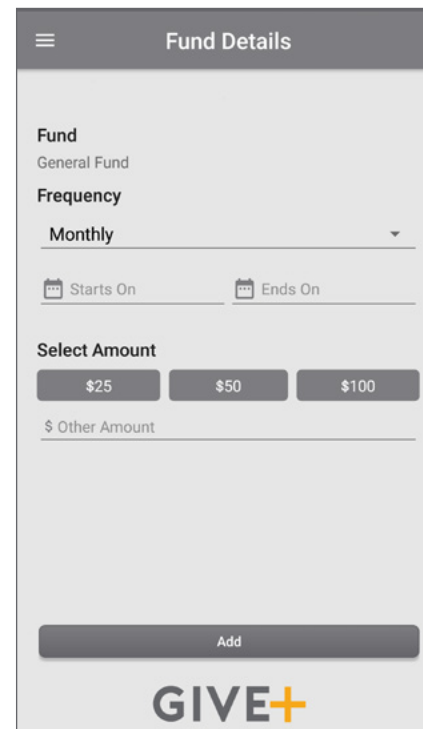 Fund Details
Fund
General Fund
Frequency
Monthly
Starts On Ends On
Select Amount
$25 $50 $100
$ Other Amount
Add
GIVE+